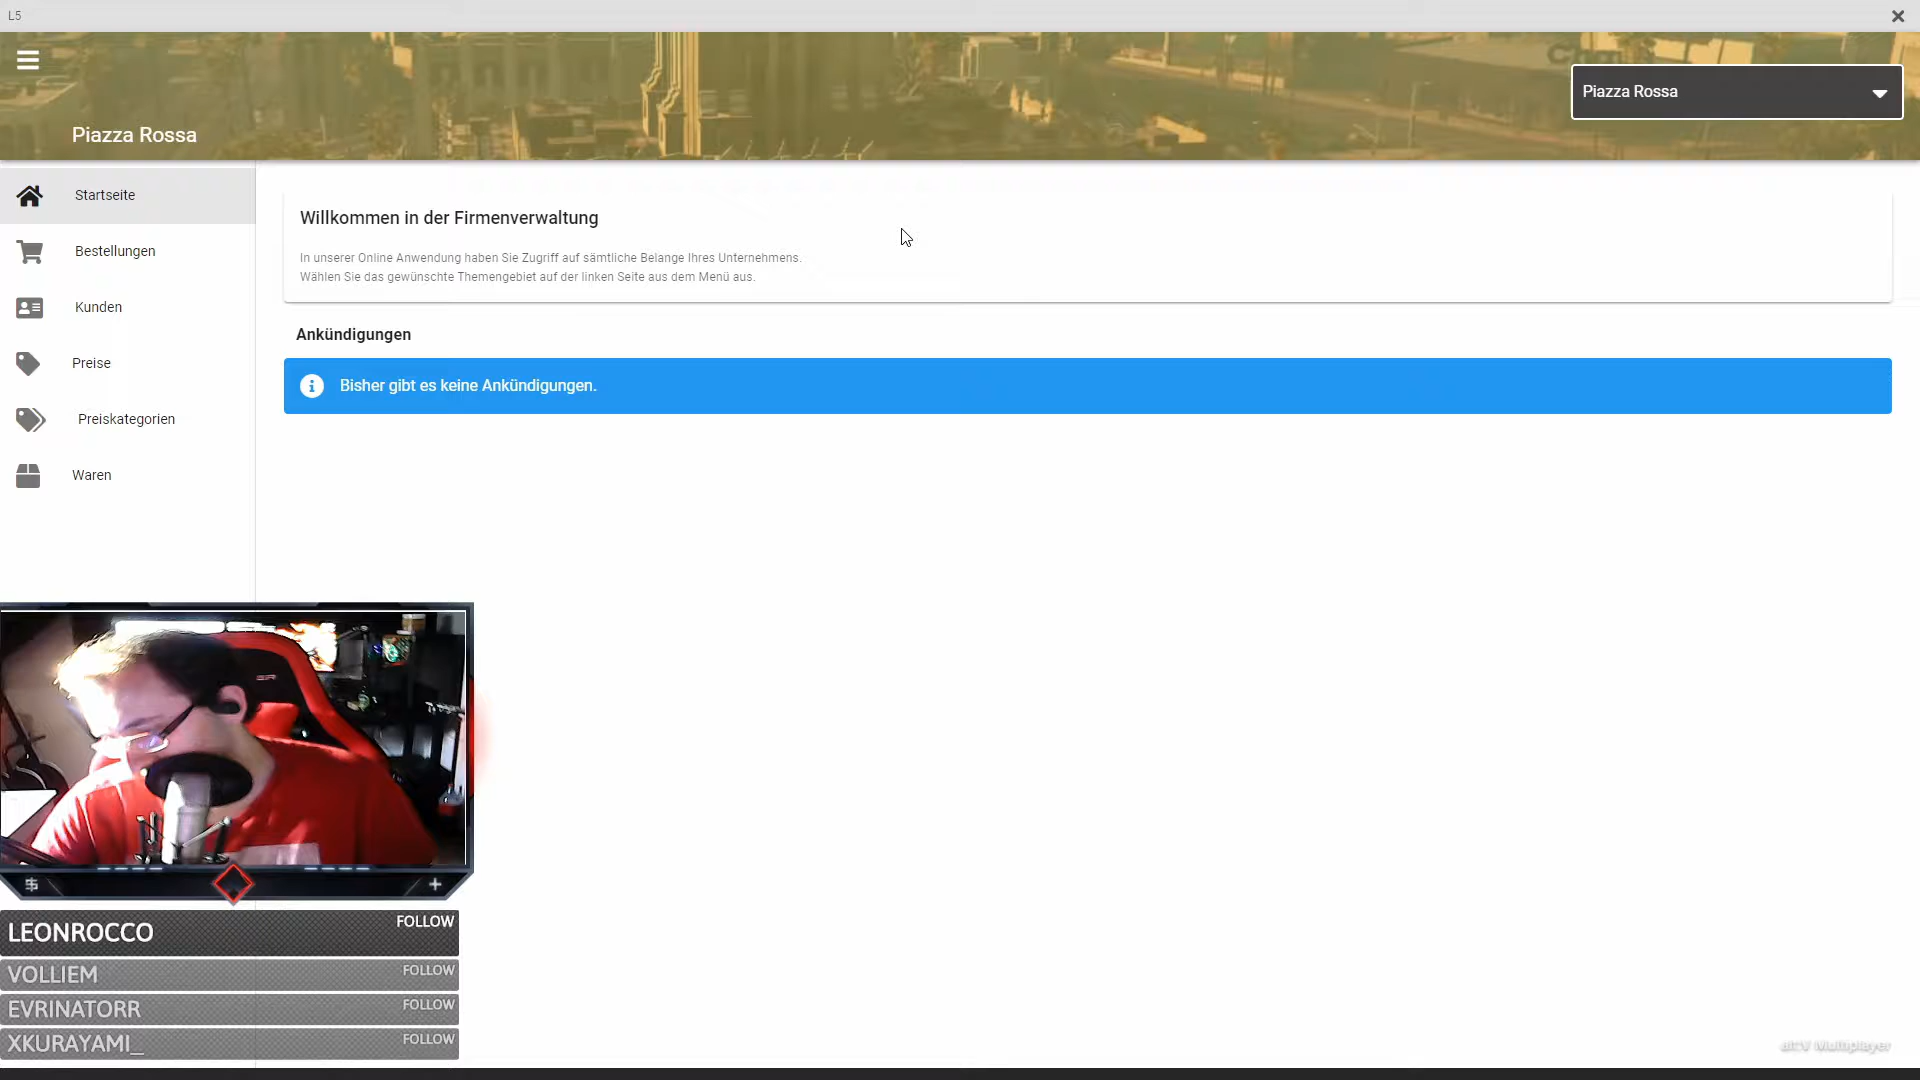 L5
Piazza Rossa
Piazza Rossa
Startseite
Bestellungen
Kunden
Preise
Preiskategorien
Waren
Willkommen in der Firmenverwaltung
In unserer Online Anwendung haben Sie Zugriff auf sämtliche Belange Ihres Unternehmens.
Wählen Sie das gewünschte Themengebiet auf der linken Seite aus dem Menü aus.
Ankündigungen
Bisher gibt es keine Ankündigungen.
LEONROCCO FOLLOW
VOLLIEM FOLLOW
EVRINATORR FOLLOW
XKURAYAMI_ FOLLOW
alt:V Multiplayer